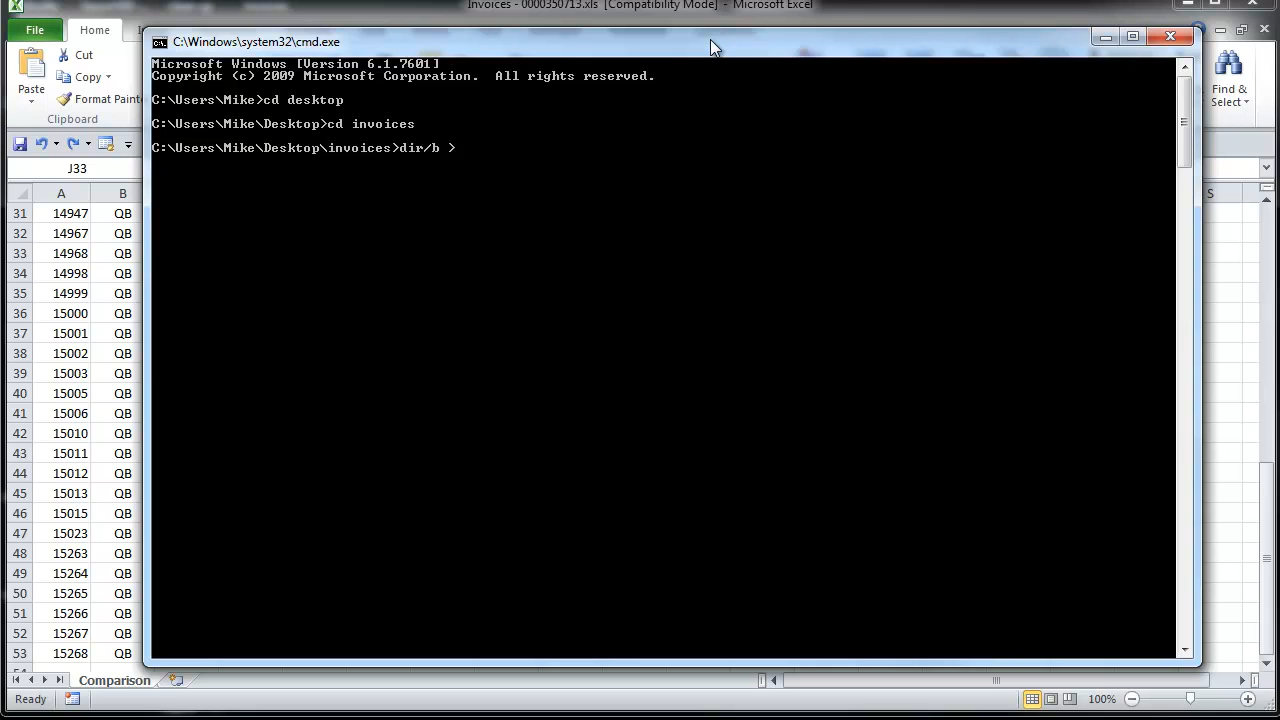 Invoices - 0000350713.xls [Compatibility Mode] - Microsoft Excel
File
Home
Cut
Copy
Format Painte
Paste
Clipboard
Find &
Select
J33
C:\Windows\system32\cmd.exe
Microsoft Windows [Version 6.1.7601]
Copyright (c) 2009 Microsoft Corporation. All rights reserved.
C:\Users\Mike>cd desktop
C:\Users\Mike\Desktop>cd invoices
C:\Users\Mike\Desktop\invoices>dir/b >
A B S
31 14947 QB
32 14967 QB
33 14968 QB
34 14998 QB
35 14999 QB
36 15000 QB
37 15001 QB
38 15002 QB
39 15003 QB
40 15005 QB
41 15006 QB
42 15010 QB
43 15011 QB
44 15012 QB
45 15013 QB
46 15015 QB
47 15023 QB
48 15263 QB
49 15264 QB
50 15265 QB
51 15266 QB
52 15267 QB
53 15268 QB
Comparison
Ready
100%